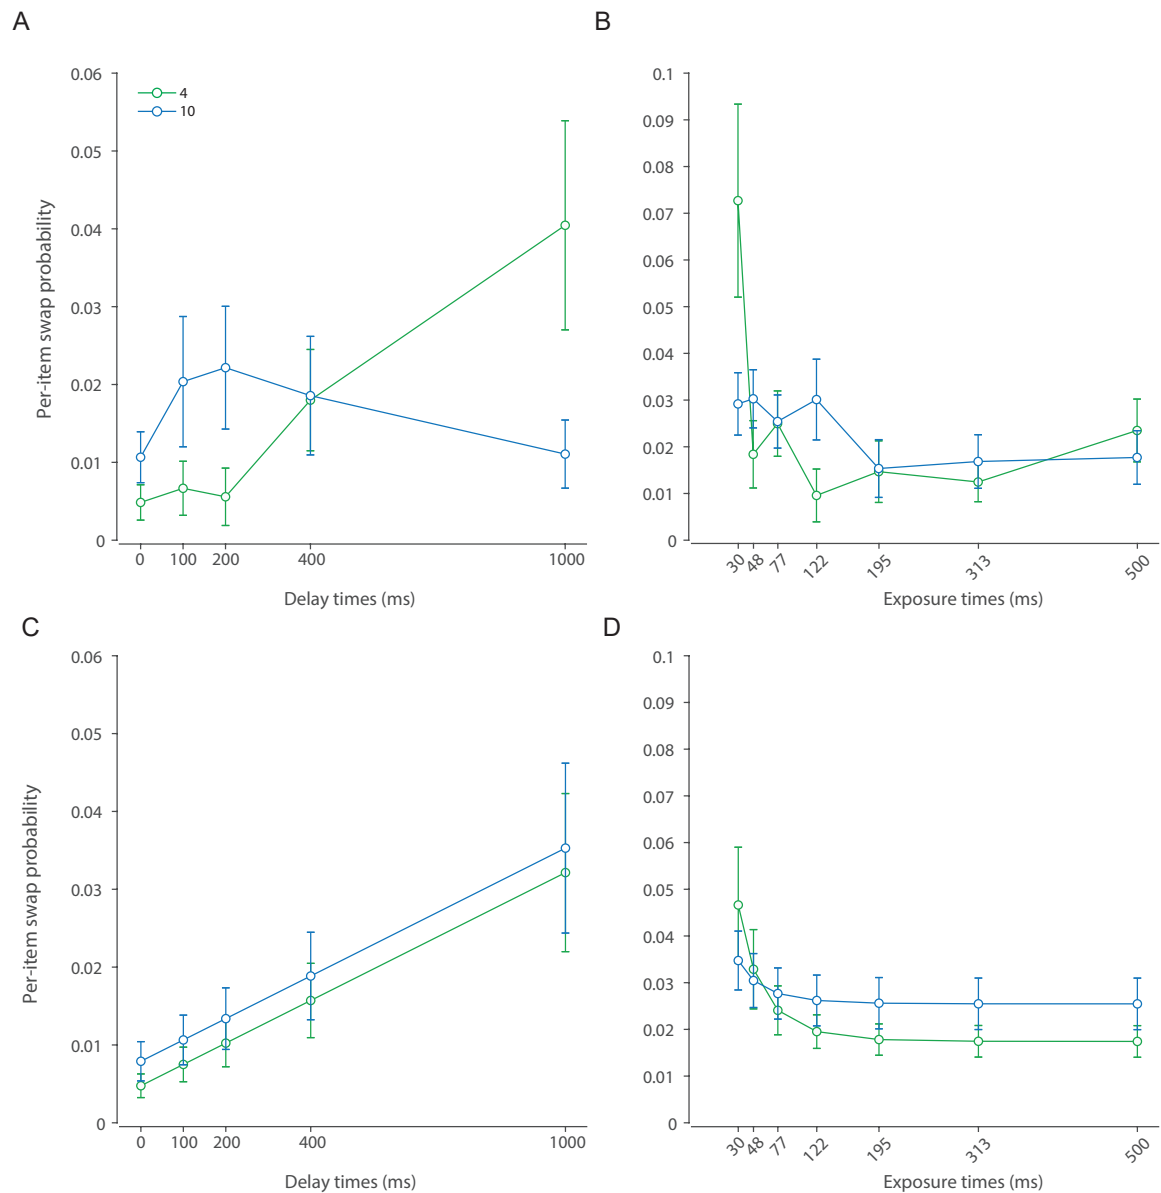 A
B
0.06
0.05
0.04
0.03
0.02
0.01
0
4
10
Per-item swap probability
0 100 200 400 1000
Delay times (ms)
0.1
0.09
0.08
0.07
0.06
0.05
0.04
0.03
0.02
0.01
0
30 48 77 122 195 313 500
Exposure times (ms)
C
D
0.06
0.05
0.04
0.03
0.02
0.01
0
Per-item swap probability
0 100 200 400 1000
Delay times (ms)
0.1
0.09
0.08
0.07
0.06
0.05
0.04
0.03
0.02
0.01
0
30 48 77 122 195 313 500
Exposure times (ms)